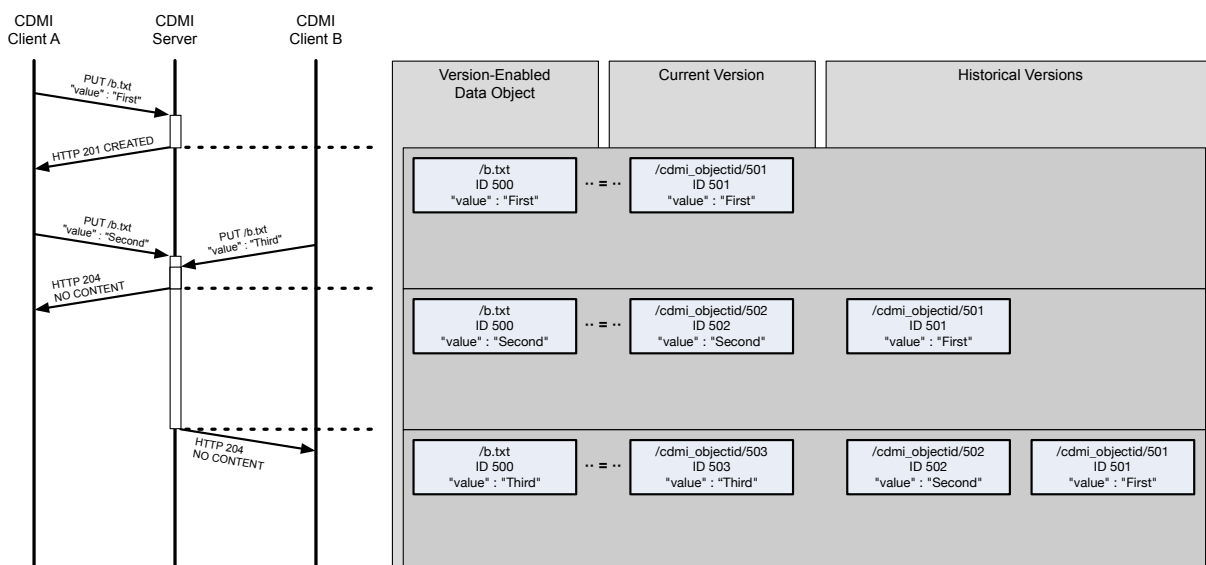 CDMI
Client A
CDMI
Server
CDMI
Client B
PUT /b.txt
"value" : "First"
HTTP 201 CREATED
PUT /b.txt
"value" : "Second"
PUT /b.txt
"value" : "Third"
HTTP 204
NO CONTENT
HTTP 204
NO CONTENT
Version-Enabled
Data Object
Current Version
Historical Versions
/b.txt
ID 500
"value" : "First"
·· = ··
/cdmi_objectid/501
ID 501
"value" : "First"
/b.txt
ID 500
"value" : "Second"
·· = ··
/cdmi_objectid/502
ID 502
"value" : "Second"
/cdmi_objectid/501
ID 501
"value" : "First"
/b.txt
ID 500
"value" : "Third"
·· = ··
/cdmi_objectid/503
ID 503
"value" : “Third"
/cdmi_objectid/502
ID 502
"value" : "Second"
/cdmi_objectid/501
ID 501
"value" : "First"